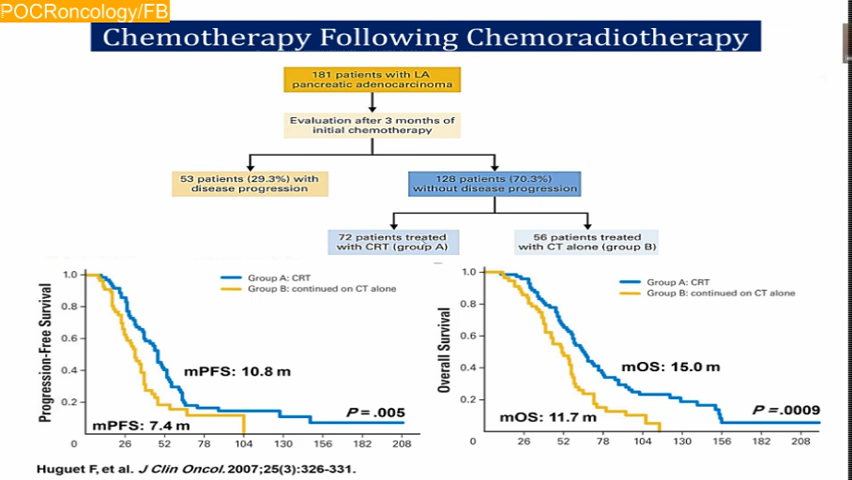 POCRoncology/FB
Chemotherapy Following Chemoradiotherapy
181 patients with LA
pancreatic adenocarcinoma
Evaluation after 3 months of
initial chemotherapy
53 patients (29.3%) with
disease progression
128 patients (70.3%)
without disease progression
72 patients treated
with CRT (group A)
56 patients treated
with CT alone (group B)
Progression-Free Survival
1.0
0.8
0.6
0.4
0.2
0
26
52
78
104
130
156
182
208
Group A: CRT
Group B: continued on CT alone
mPFS: 10.8 m
mPFS: 7.4 m
P = .005
Overall Survival
1.0
0.8
0.6
0.4
0.2
0
26
52
78
104
130
156
182
208
Group A: CRT
Group B: continued on CT alone
mOS: 15.0 m
mOS: 11.7 m
P = .0009
Huguet F, et al. J Clin Oncol. 2007;25(3):326-331.